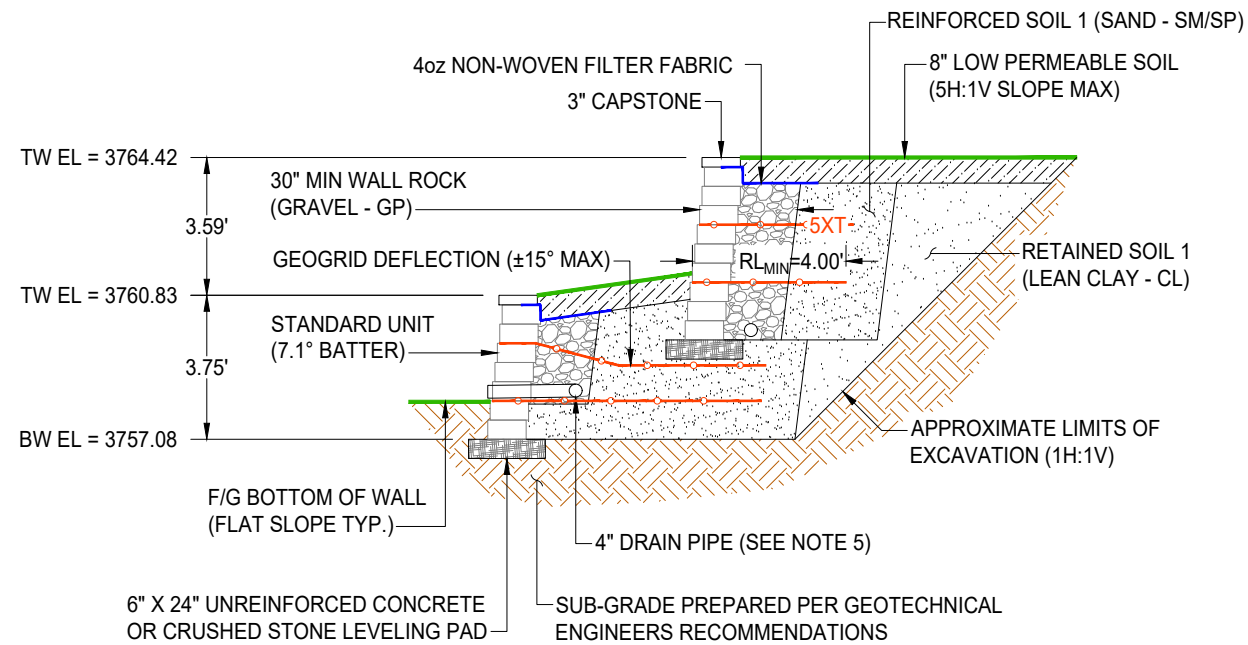 REINFORCED SOIL 1 (SAND - SM/SP)
4oz NON-WOVEN FILTER FABRIC
8" LOW PERMEABLE SOIL
(5H:1V SLOPE MAX)
3" CAPSTONE
TW EL = 3764.42
30" MIN WALL ROCK
(GRAVEL - GP)
3.59'
5XT
GEOGRID DEFLECTION (±15° MAX)
RLMIN=4.00'
RETAINED SOIL 1
(LEAN CLAY - CL)
TW EL = 3760.83
STANDARD UNIT
(7.1° BATTER)
3.75'
BW EL = 3757.08
APPROXIMATE LIMITS OF
EXCAVATION (1H:1V)
F/G BOTTOM OF WALL
(FLAT SLOPE TYP.)
4" DRAIN PIPE (SEE NOTE 5)
6" X 24" UNREINFORCED CONCRETE
OR CRUSHED STONE LEVELING PAD
SUB-GRADE PREPARED PER GEOTECHNICAL
ENGINEERS RECOMMENDATIONS